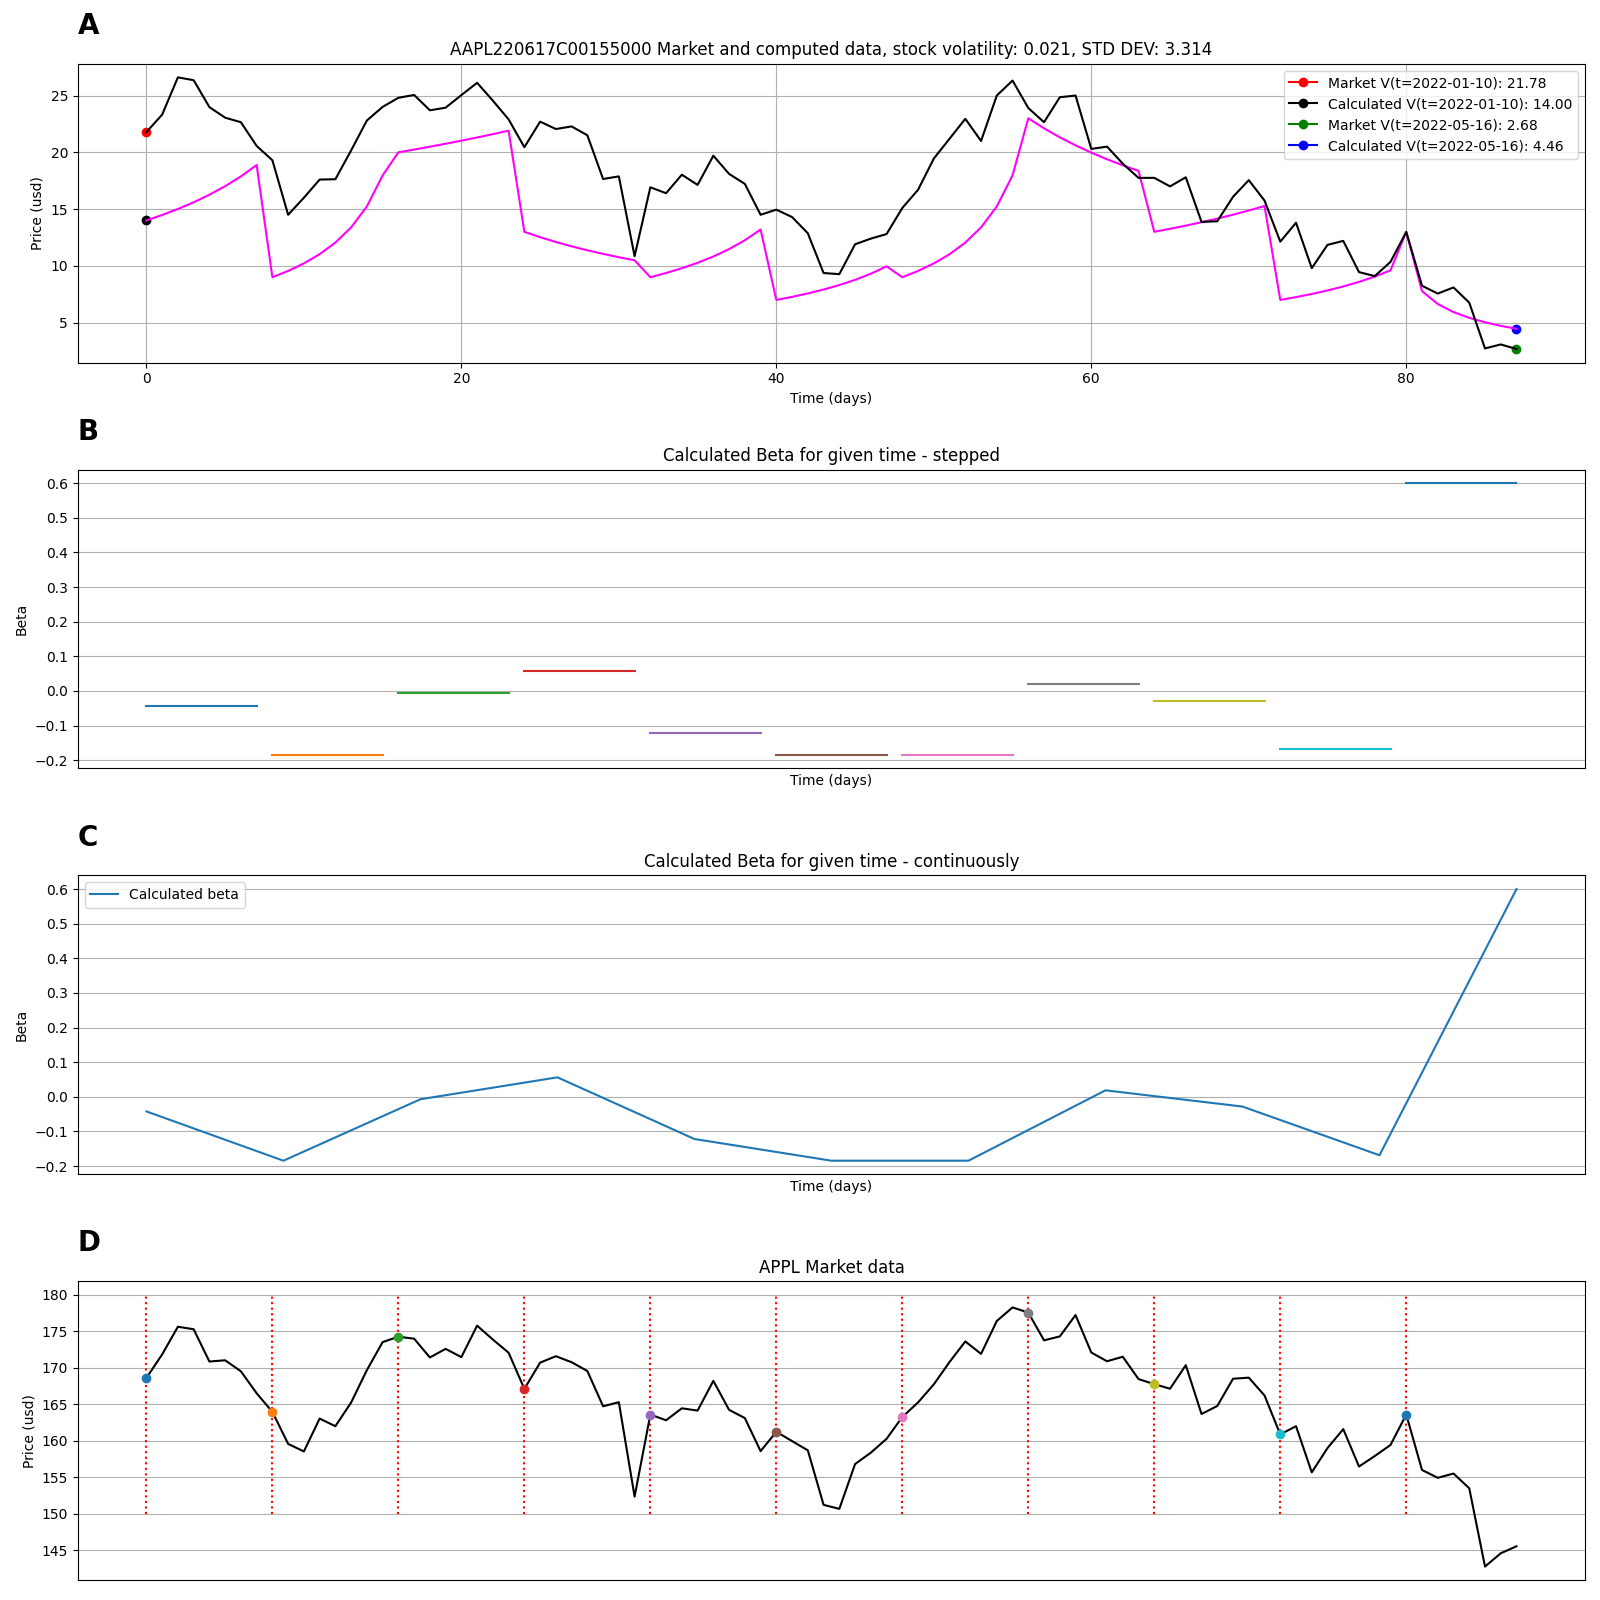 A
AAPL220617C00155000 Market and computed data, stock volatility: 0.021, STD DEV: 3.314
Market V(t=2022-01-10): 21.78
Calculated V(t=2022-01-10): 14.00
Market V(t=2022-05-16): 2.68
Calculated V(t=2022-05-16): 4.46
Price (usd)
25
20
15
10
5
0 20 40 60 80
Time (days)
B
Calculated Beta for given time - stepped
Beta
0.6
0.5
0.4
0.3
0.2
0.1
0.0
−0.1
−0.2
Time (days)
C
Calculated Beta for given time - continuously
Calculated beta
Beta
0.6
0.5
0.4
0.3
0.2
0.1
0.0
−0.1
−0.2
Time (days)
D
APPL Market data
Price (usd)
180
175
170
165
160
155
150
145